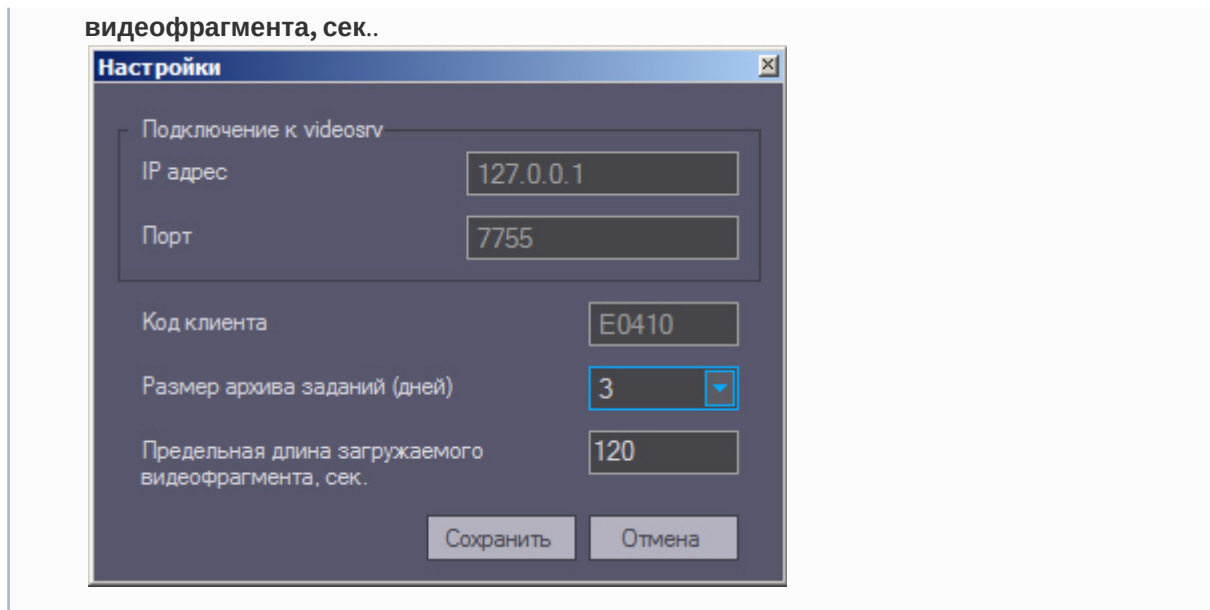 видеофрагмента, сек..
Настройки
Подключение к videosrv
IP адрес 127.0.0.1
Порт 7755
Код клиента E0410
Размер архива заданий (дней) 3
Предельная длина загружаемого 120
видеофрагмента, сек.
Сохранить Отмена